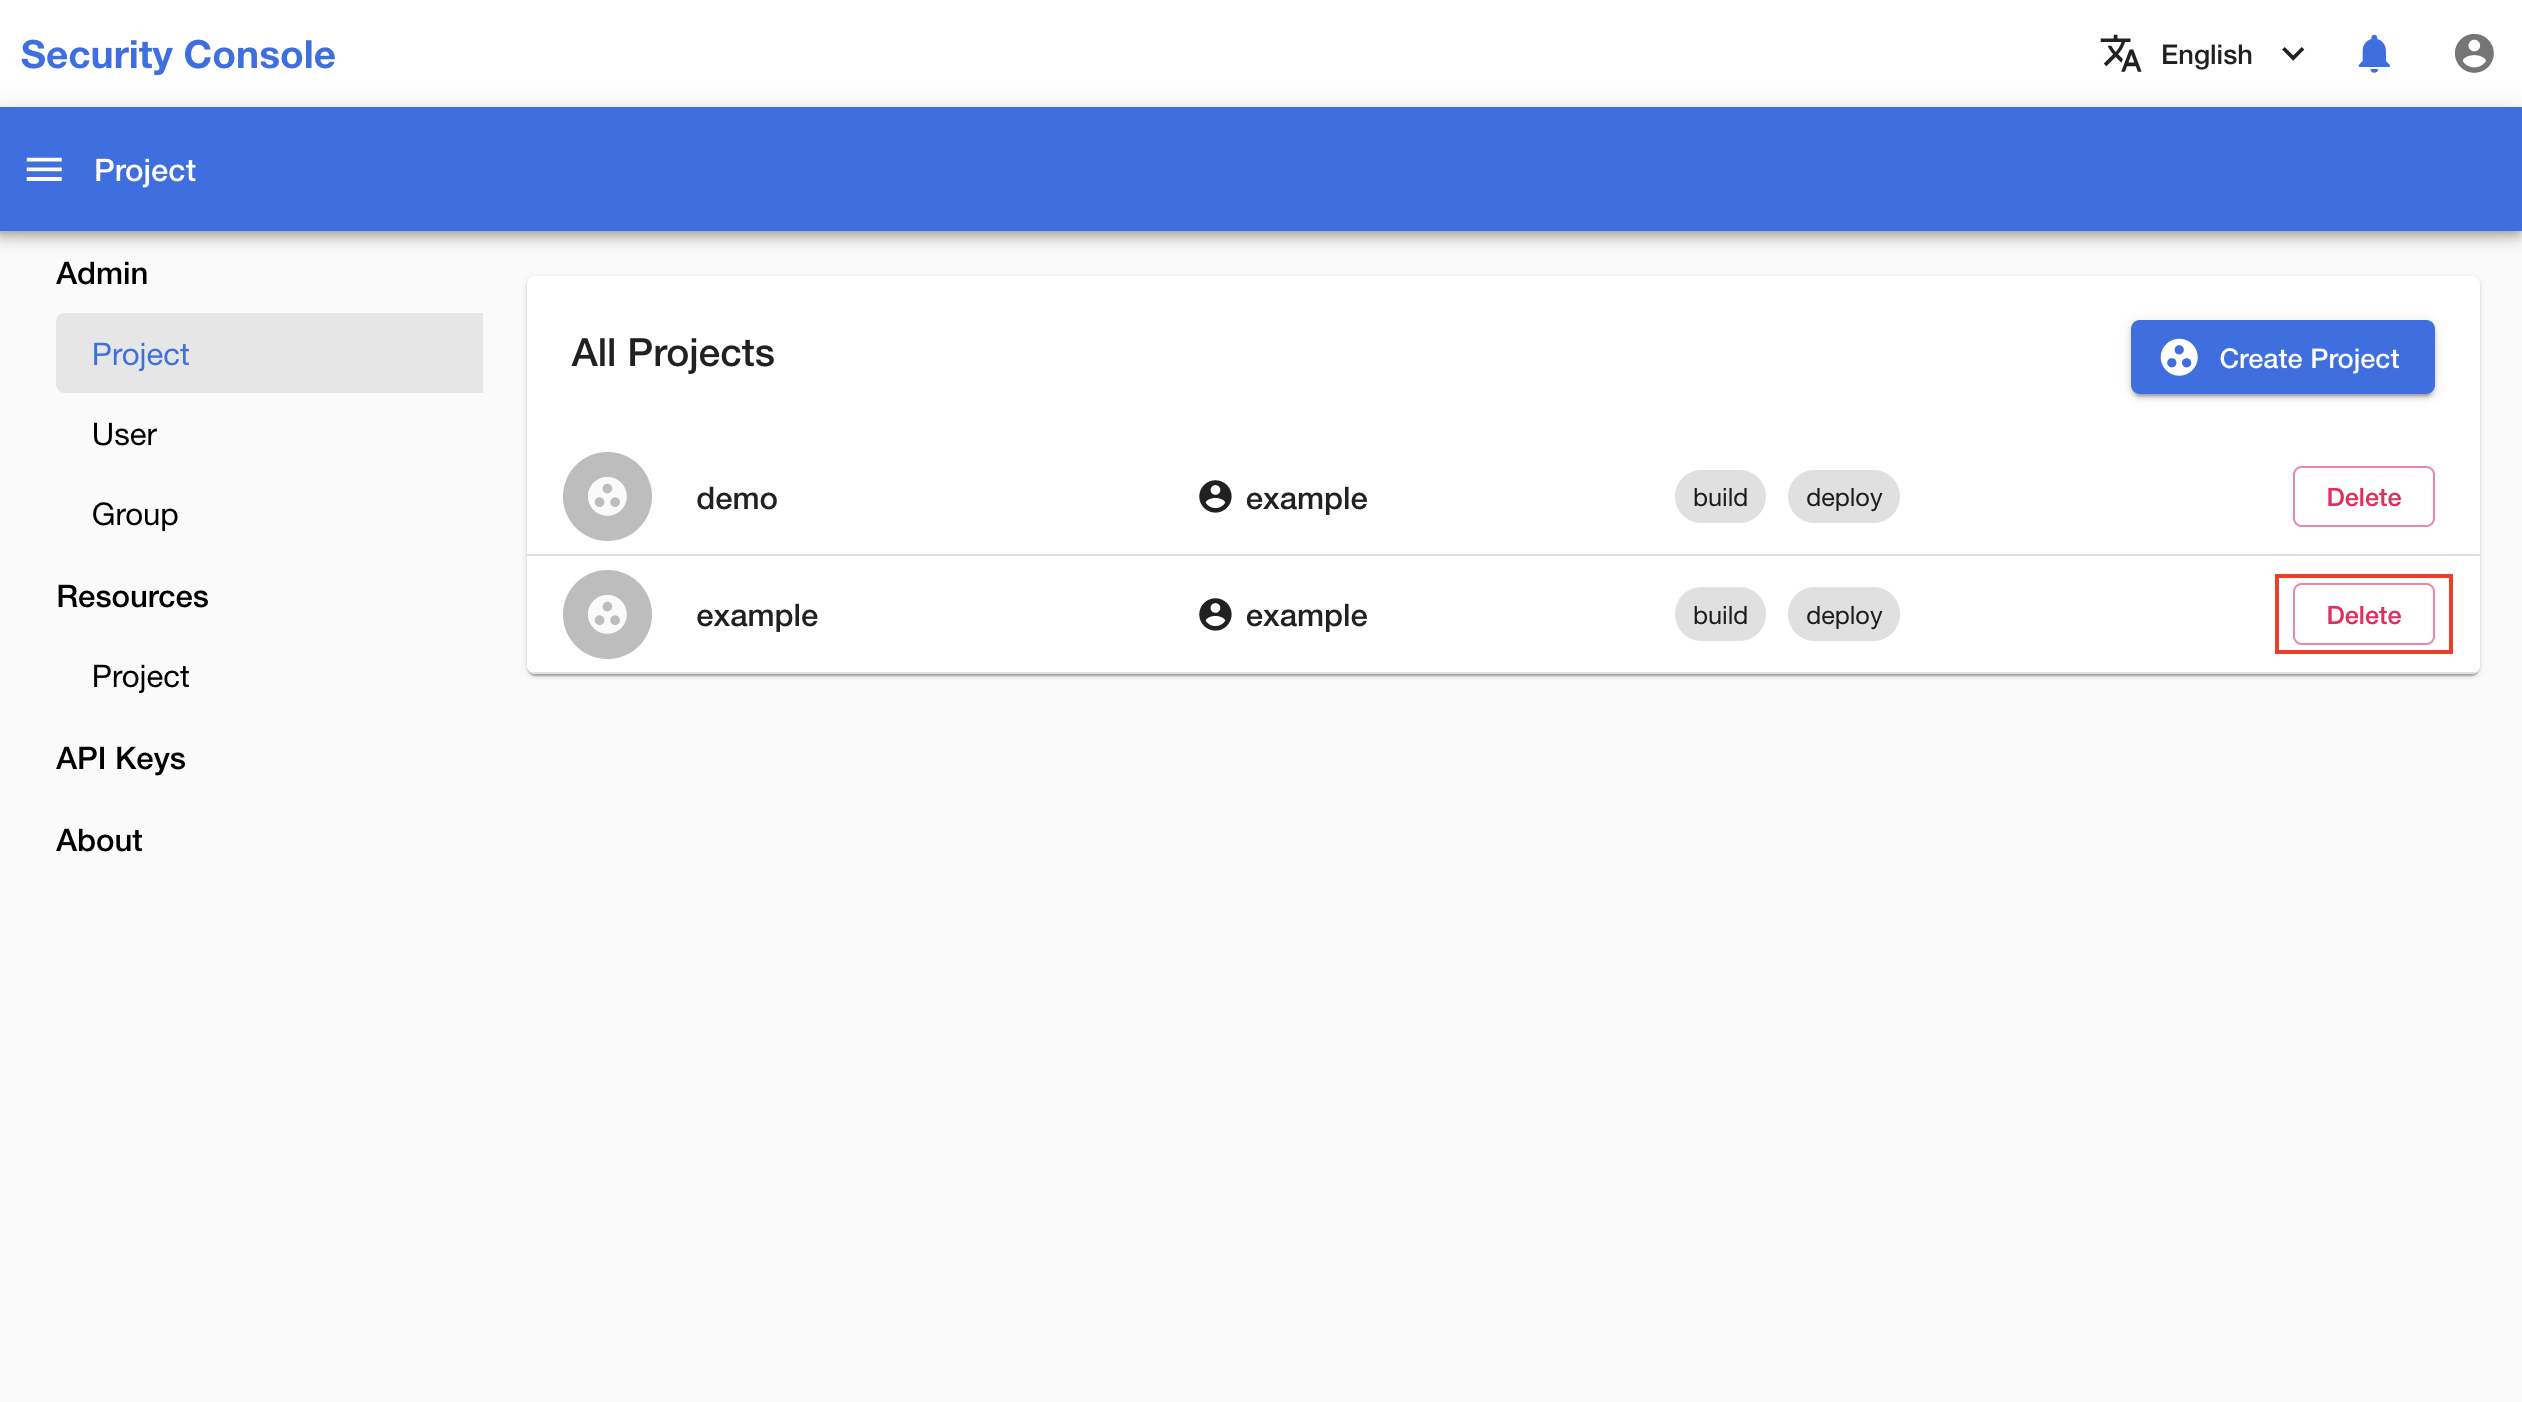 Security Console
English
Project
Admin
Project
User
Group
Resources
Project
API Keys
About
All Projects
Create Project
demo example build deploy Delete
example example build deploy Delete